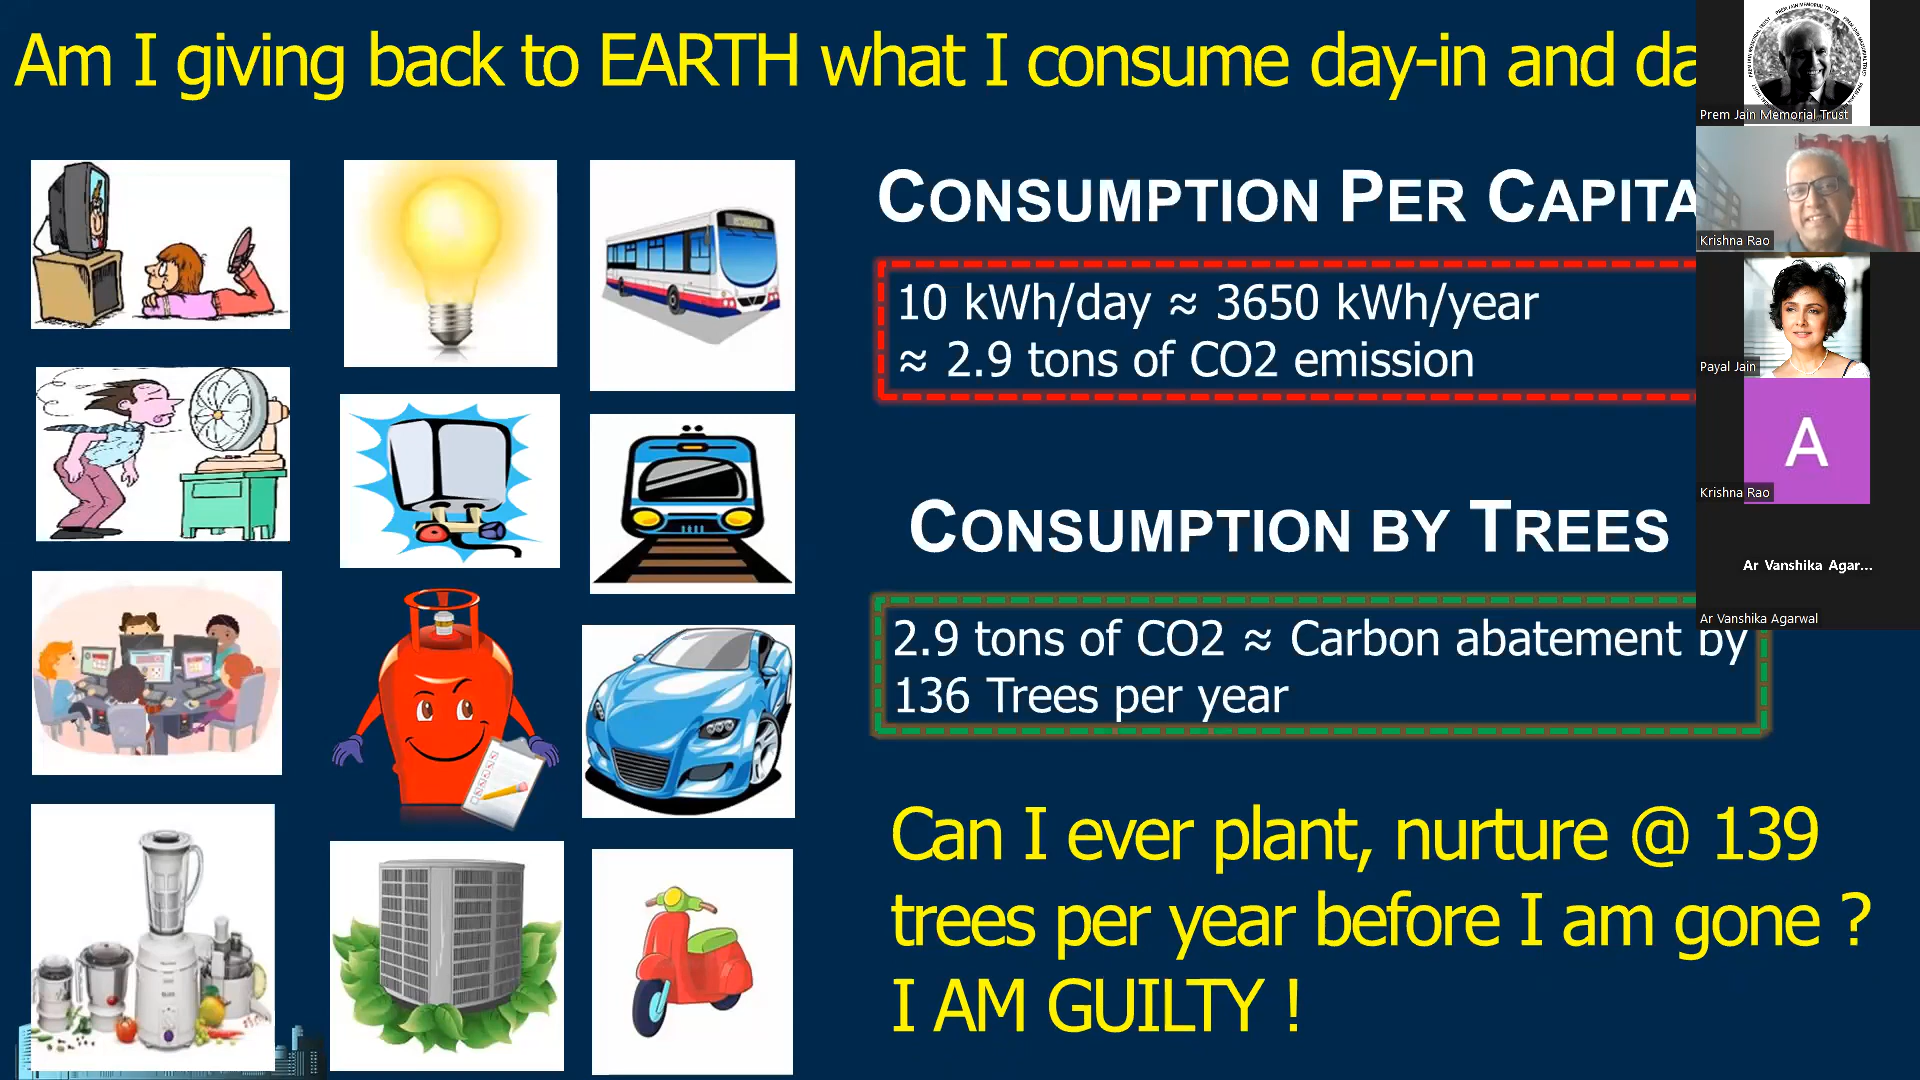 Am I giving back to EARTH what I consume day-in and da
CONSUMPTION PER CAPITA
10 kWh/day ≈ 3650 kWh/year
≈ 2.9 tons of CO2 emission
CONSUMPTION BY TREES
2.9 tons of CO2 ≈ Carbon abatement by
136 Trees per year
Can I ever plant, nurture @ 139
trees per year before I am gone ?
I AM GUILTY !
Prem Jain Memorial Trust
Krishna Rao
Payal Jain
A
Krishna Rao
Ar Vanshika Agar...
Ar Vanshika Agarwal